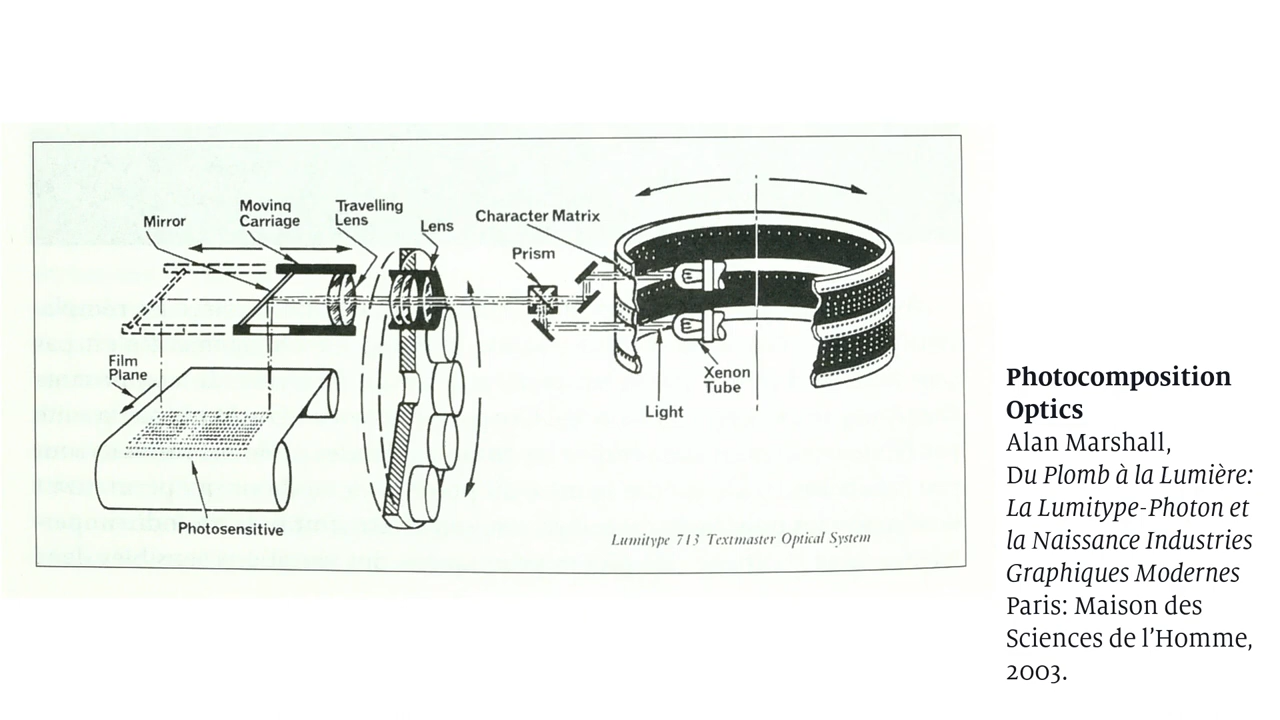 Mirror
Moving
Carriage
Travelling
Lens
Lens
Character Matrix
Prism
Film
Plane
Xenon
Tube
Light
Photosensitive
Lumitype 713 Textmaster Optical System
Photocomposition
Optics
Alan Marshall,
Du Plomb à la Lumière:
La Lumitype-Photon et
la Naissance Industries
Graphiques Modernes
Paris: Maison des
Sciences de l’Homme,
2003.